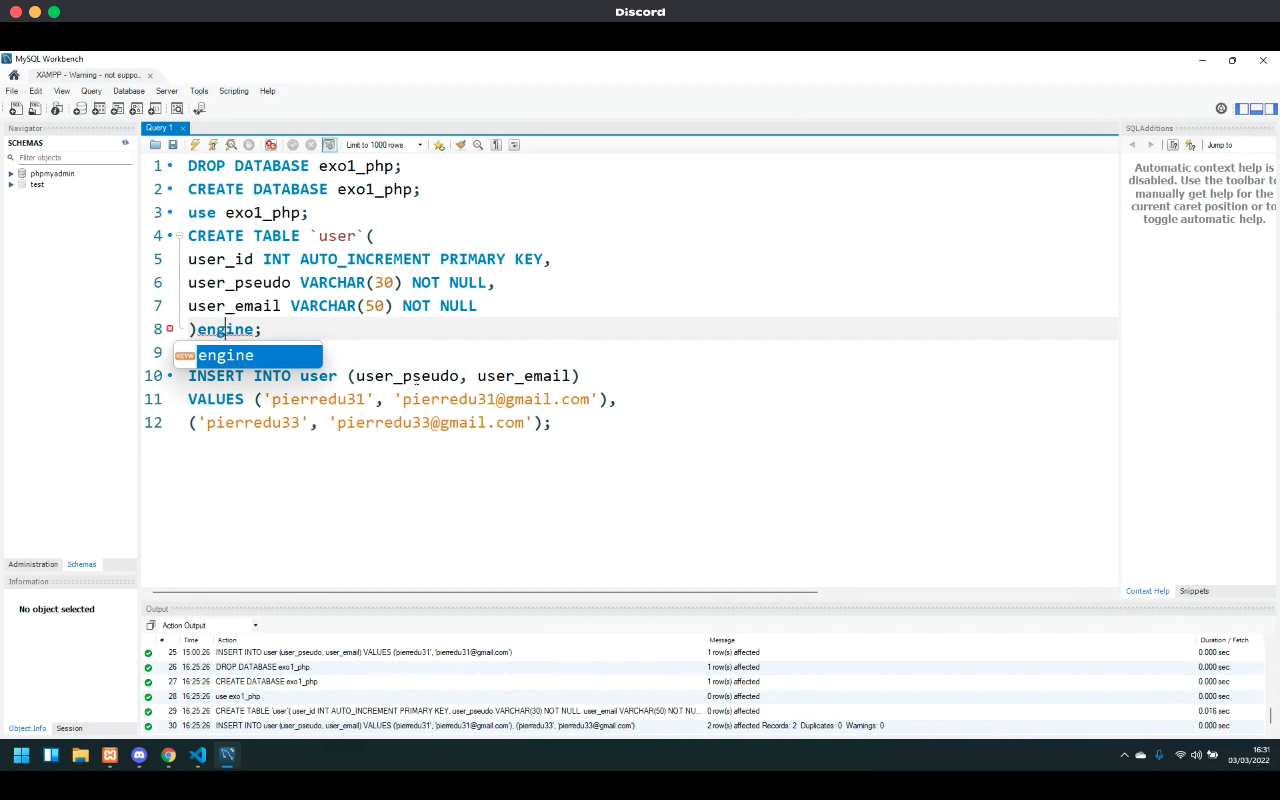 Discord
MySQL Workbench
XAMPP - Warning - not suppo..
File Edit View Query Database Server Tools Scripting Help
Navigator
SCHEMAS
Filter objects
phpmyadmin
test
Administration Schemas
Information
No object selected
Object Info Session
Query 1
Limit to 1000 rows
1 DROP DATABASE exo1_php;
2 CREATE DATABASE exo1_php;
3 use exo1_php;
4 CREATE TABLE `user`(
5 user_id INT AUTO_INCREMENT PRIMARY KEY,
6 user_pseudo VARCHAR(30) NOT NULL,
7 user_email VARCHAR(50) NOT NULL
8 )engine;
9
KEYW engine
10 INSERT INTO user (user_pseudo, user_email)
11 VALUES ('pierredu31', 'pierredu31@gmail.com'),
12 ('pierredu33', 'pierredu33@gmail.com');
SQLAdditions
Jump to
Automatic context help is
disabled. Use the toolbar to
manually get help for the
current caret position or to
toggle automatic help.
Context Help Snippets
Output
Action Output
# Time Action Message Duration / Fetch
25 15:00:26 INSERT INTO user (user_pseudo, user_email) VALUES ('pierredu31', 'pierredu31@gmail.com') 1 row(s) affected 0.000 sec
26 16:25:26 DROP DATABASE exo1_php 1 row(s) affected 0.000 sec
27 16:25:26 CREATE DATABASE exo1_php 1 row(s) affected 0.000 sec
28 16:25:26 use exo1_php 0 row(s) affected 0.000 sec
29 16:25:26 CREATE TABLE `user`( user_id INT AUTO_INCREMENT PRIMARY KEY, user_pseudo VARCHAR(30) NOT NULL, user_email VARCHAR(50) NOT NU... 0 row(s) affected 0.016 sec
30 16:25:26 INSERT INTO user (user_pseudo, user_email) VALUES ('pierredu31', 'pierredu31@gmail.com'), ('pierredu33', 'pierredu33@gmail.com') 2 row(s) affected Records: 2 Duplicates: 0 Warnings: 0 0.000 sec
16:31
03/03/2022